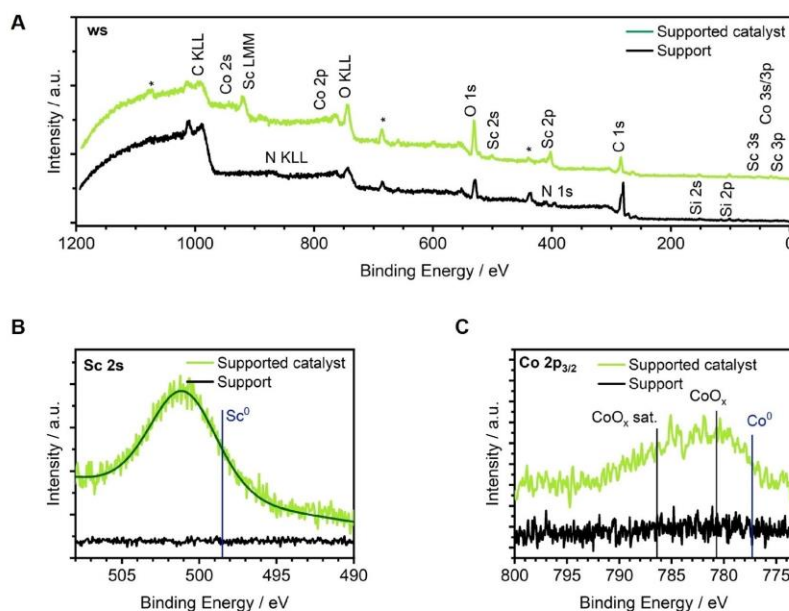 A
ws
Supported catalyst
Support
Intensity / a.u.
*
C KLL
Co 2s
Sc LMM
Co 2p
O KLL
*
O 1s
Sc 2s
*
Sc 2p
C 1s
Si 2s
Si 2p
Sc 3s
Co 3s/3p
Sc 3p
N KLL
N 1s
1200 1000 800 600 400 200 0
Binding Energy / eV
B
Sc 2s
Supported catalyst
Support
Sc⁰
Intensity / a.u.
505 500 495 490
Binding Energy / eV
C
Co 2p₃/₂
Supported catalyst
Support
CoOₓ
CoOₓ sat.
Co⁰
Intensity / a.u.
800 795 790 785 780 775
Binding Energy / eV